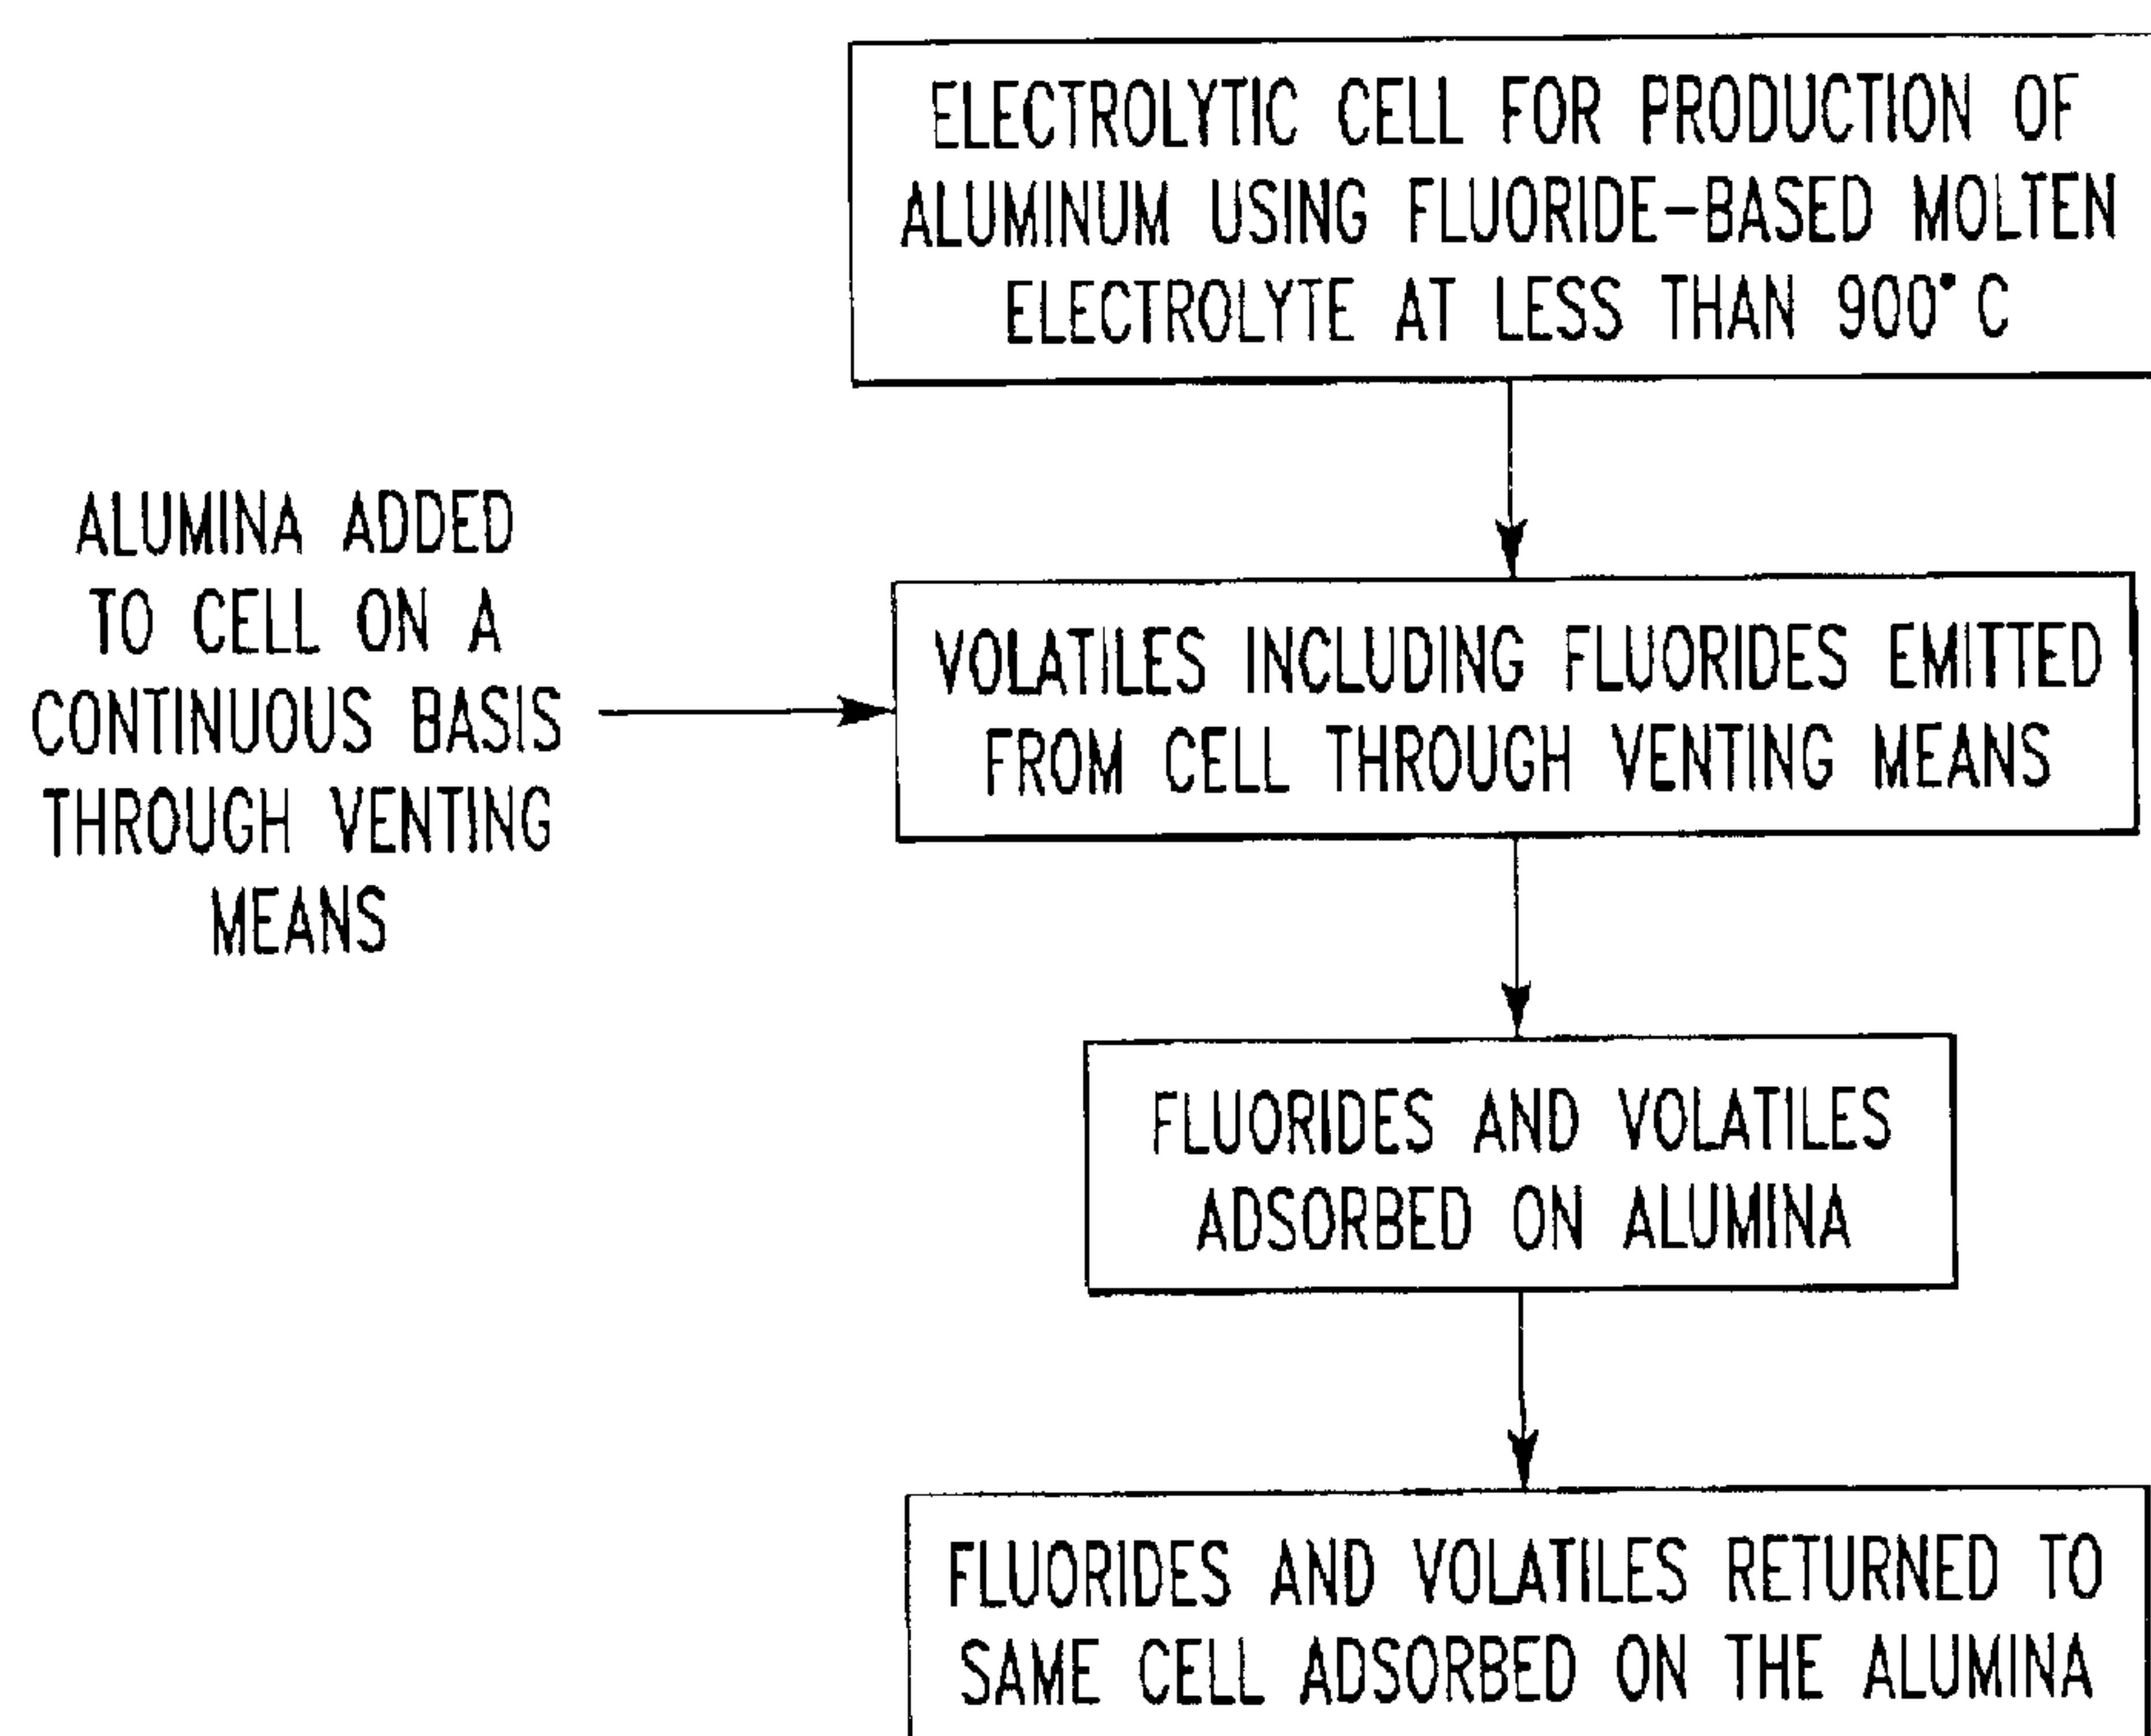 ELECTROLYTIC CELL FOR PRODUCTION OF
ALUMINUM USING FLUORIDE-BASED MOLTEN
ELECTROLYTE AT LESS THAN 900° C
ALUMINA ADDED
TO CELL ON A
CONTINUOUS BASIS
THROUGH VENTING
MEANS
VOLATILES INCLUDING FLUORIDES EMITTED
FROM CELL THROUGH VENTING MEANS
FLUORIDES AND VOLATILES
ADSORBED ON ALUMINA
FLUORIDES AND VOLATILES RETURNED TO
SAME CELL ADSORBED ON THE ALUMINA